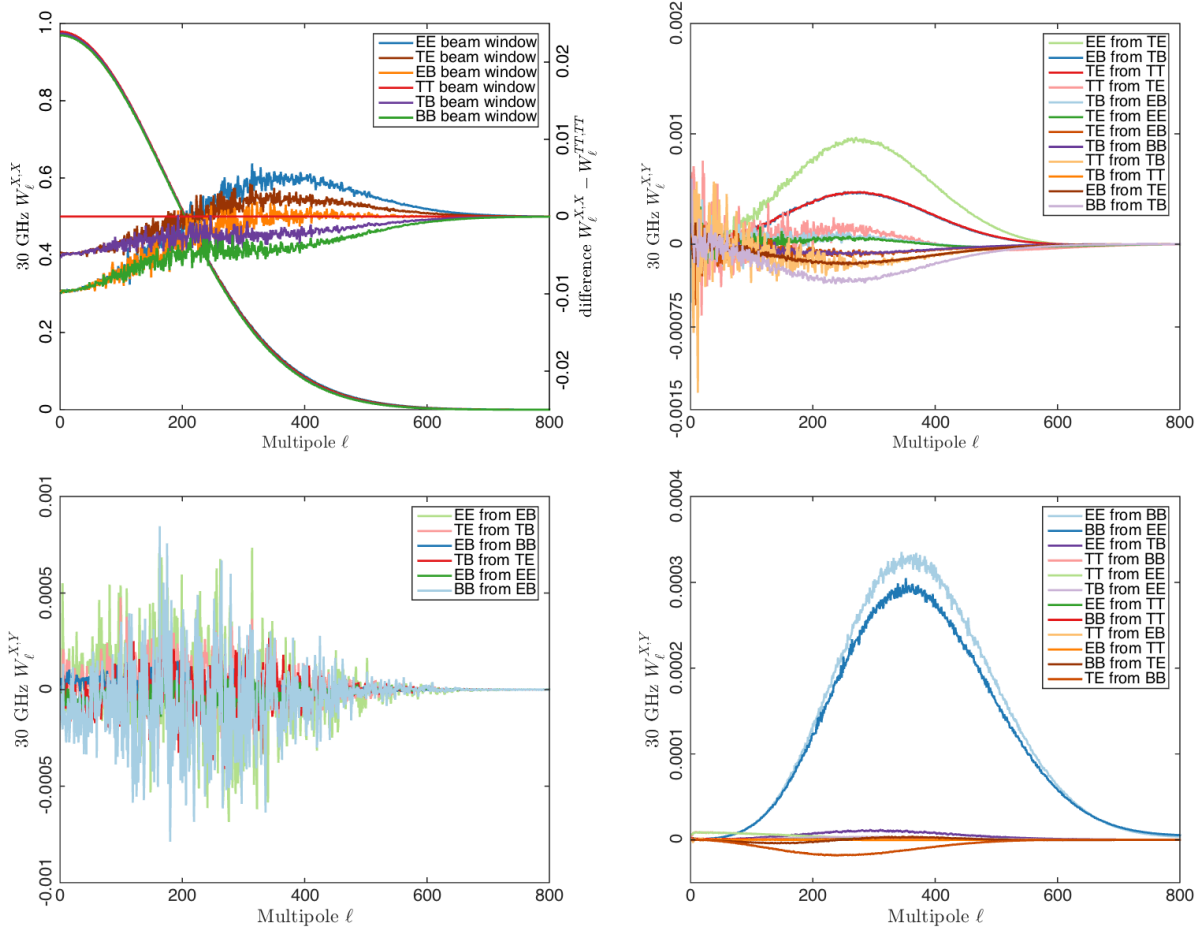 1.0
0.8
0.6
0.4
0.2
0
30 GHz W_ℓ^{X,X}
0.02
0.01
0
-0.01
-0.02
difference W_ℓ^{X,X} − W_ℓ^{TT,TT}
EE beam window
TE beam window
EB beam window
TT beam window
TB beam window
BB beam window
0 200 400 600 800
Multipole ℓ
0.002
0.001
0
-0.00075
-0.0015
30 GHz W_ℓ^{X,Y}
EE from TE
EB from TB
TE from TT
TT from TE
TB from EB
TE from EE
TE from EB
TB from BB
TT from TB
TB from TT
EB from TE
BB from TB
0 200 400 600 800
Multipole ℓ
0.001
0.0005
0
-0.0005
-0.001
30 GHz W_ℓ^{X,Y}
EE from EB
TE from TB
EB from BB
TB from TE
EB from EE
BB from EB
0 200 400 600 800
Multipole ℓ
0.0004
0.0003
0.0002
0.0001
0
30 GHz W_ℓ^{X,Y}
EE from BB
BB from EE
EE from TB
TT from BB
TT from EE
TB from EE
EE from TT
BB from TT
TT from EB
EB from TT
BB from TE
TE from BB
0 200 400 600 800
Multipole ℓ